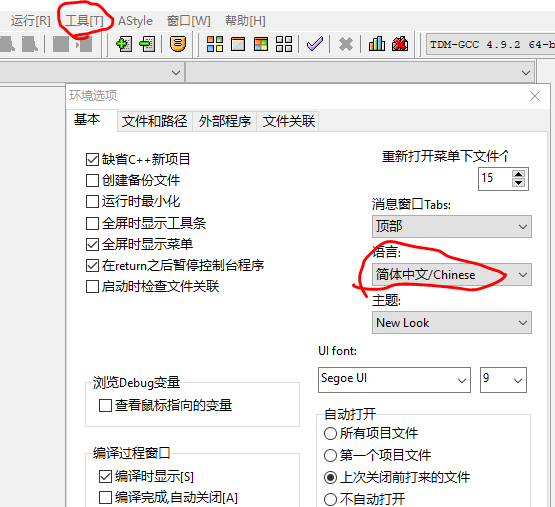 运行[R] 工具[T] AStyle 窗口[W] 帮助[H]
TDM-GCC 4.9.2 64-b
环境选项
基本 文件和路径 外部程序 文件关联
缺省C++新项目
创建备份文件
运行时最小化
全屏时显示工具条
全屏时显示菜单
在return之后暂停控制台程序
启动时检查文件关联
重新打开菜单下文件个
15
消息窗口Tabs:
顶部
语言:
简体中文/Chinese
主题:
New Look
UI font:
Segoe UI 9
浏览Debug变量
查看鼠标指向的变量
编译过程窗口
编译时显示[S]
编译完成,自动关闭[A]
自动打开
所有项目文件
第一个项目文件
上次关闭前打来的文件
不自动打开